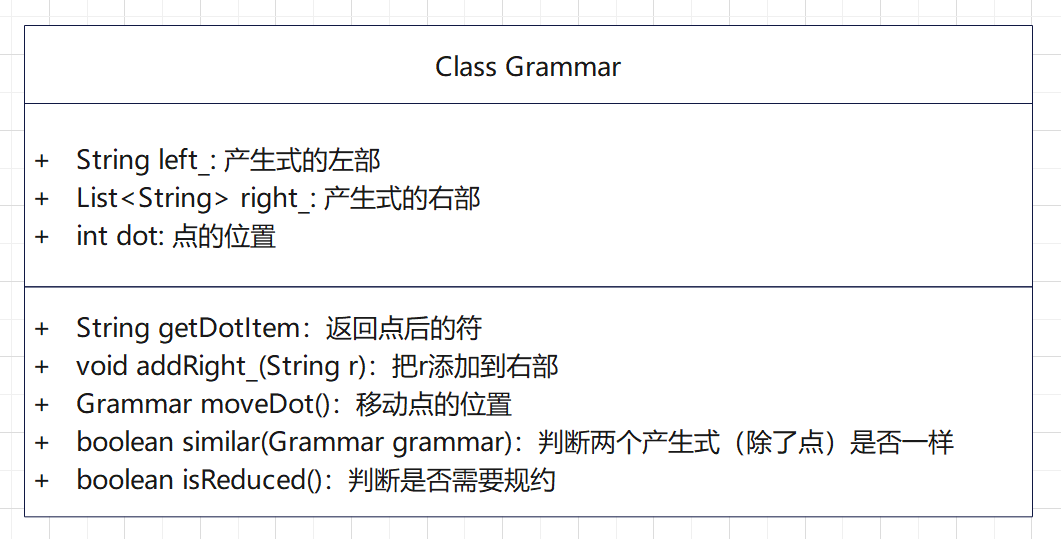 Class Grammar
+ String left_: 产生式的左部
+ List<String> right_: 产生式的右部
+ int dot: 点的位置
+ String getDotItem：返回点后的符
+ void addRight_(String r)：把r添加到右部
+ Grammar moveDot()：移动点的位置
+ boolean similar(Grammar grammar)：判断两个产生式（除了点）是否一样
+ boolean isReduced()：判断是否需要规约